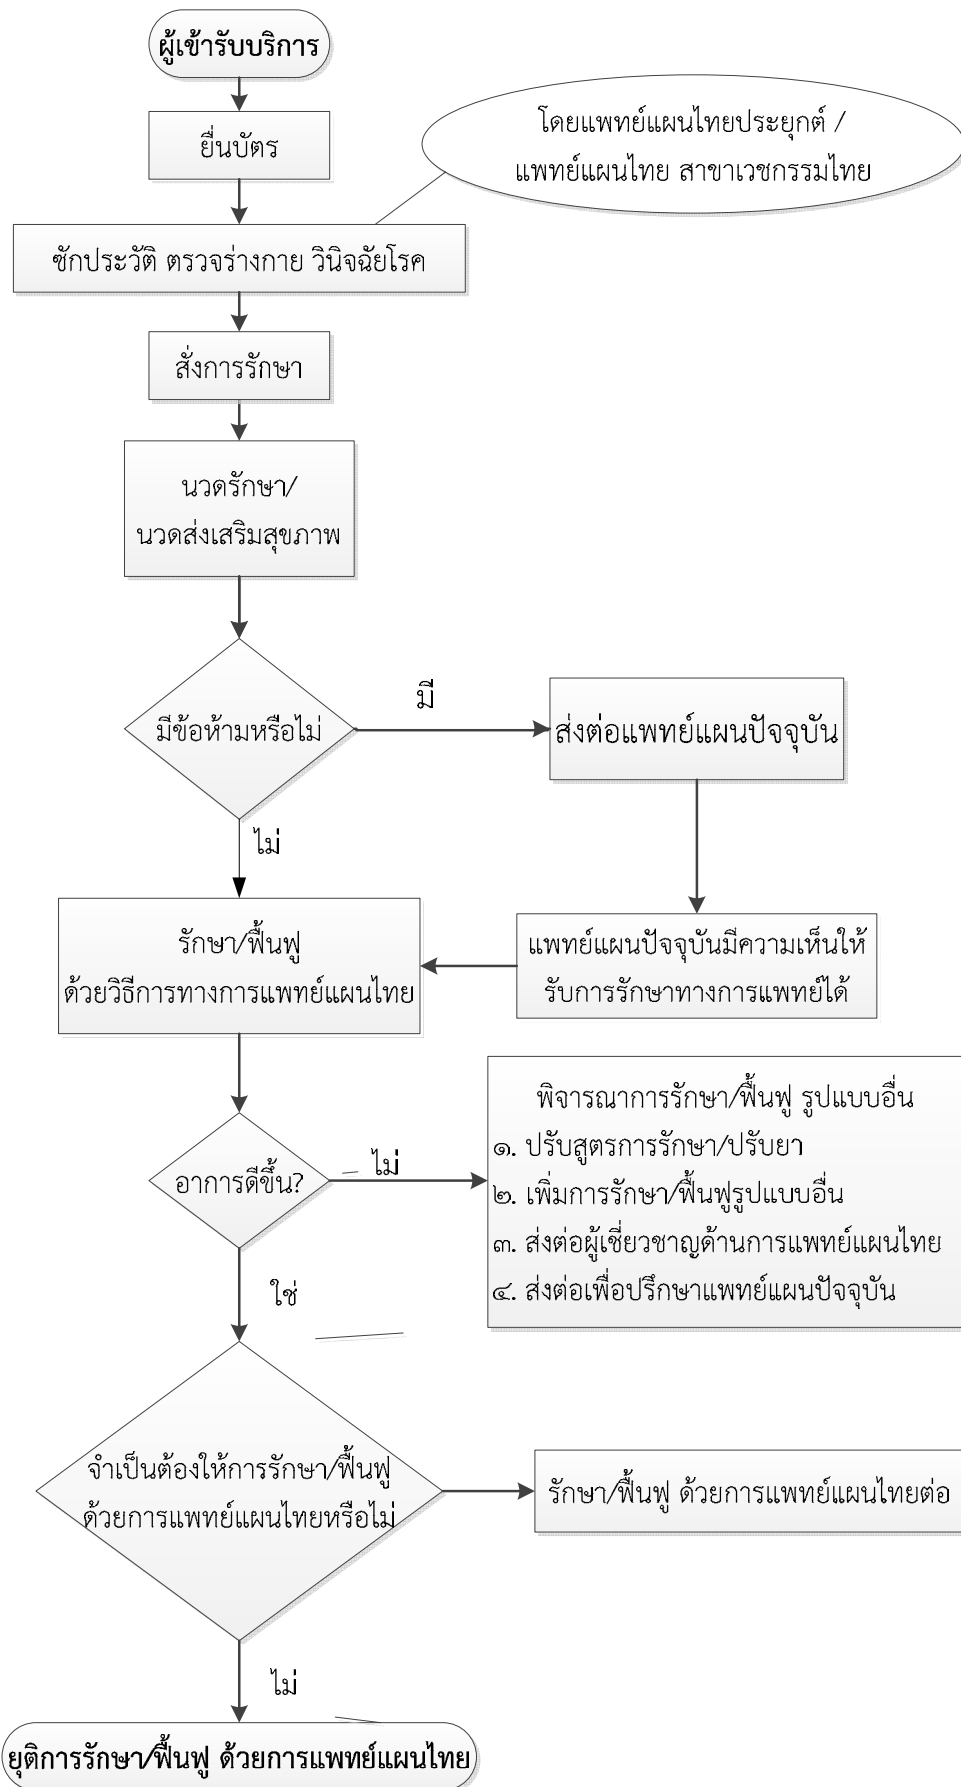 ผู้เข้ารับบริการ
ยื่นบัตร
โดยแพทย์แผนไทยประยุกต์ /
แพทย์แผนไทย สาขาเวชกรรมไทย
ซักประวัติ ตรวจร่างกาย วินิจฉัยโรค
สั่งการรักษา
นวดรักษา/
นวดส่งเสริมสุขภาพ
มีข้อห้ามหรือไม่
มี
ส่งต่อแพทย์แผนปัจจุบัน
ไม่
รักษา/ฟื้นฟู
ด้วยวิธีการทางการแพทย์แผนไทย
แพทย์แผนปัจจุบันมีความเห็นให้
รับการรักษาทางการแพทย์ได้
อาการดีขึ้น?
ไม่
พิจารณาการรักษา/ฟื้นฟู รูปแบบอื่น
๑. ปรับสูตรการรักษา/ปรับยา
๒. เพิ่มการรักษา/ฟื้นฟูรูปแบบอื่น
๓. ส่งต่อผู้เชี่ยวชาญด้านการแพทย์แผนไทย
๔. ส่งต่อเพื่อปรึกษาแพทย์แผนปัจจุบัน
ใช่
จำเป็นต้องให้การรักษา/ฟื้นฟู
ด้วยการแพทย์แผนไทยหรือไม่
รักษา/ฟื้นฟู ด้วยการแพทย์แผนไทยต่อ
ไม่
ยุติการรักษา/ฟื้นฟู ด้วยการแพทย์แผนไทย